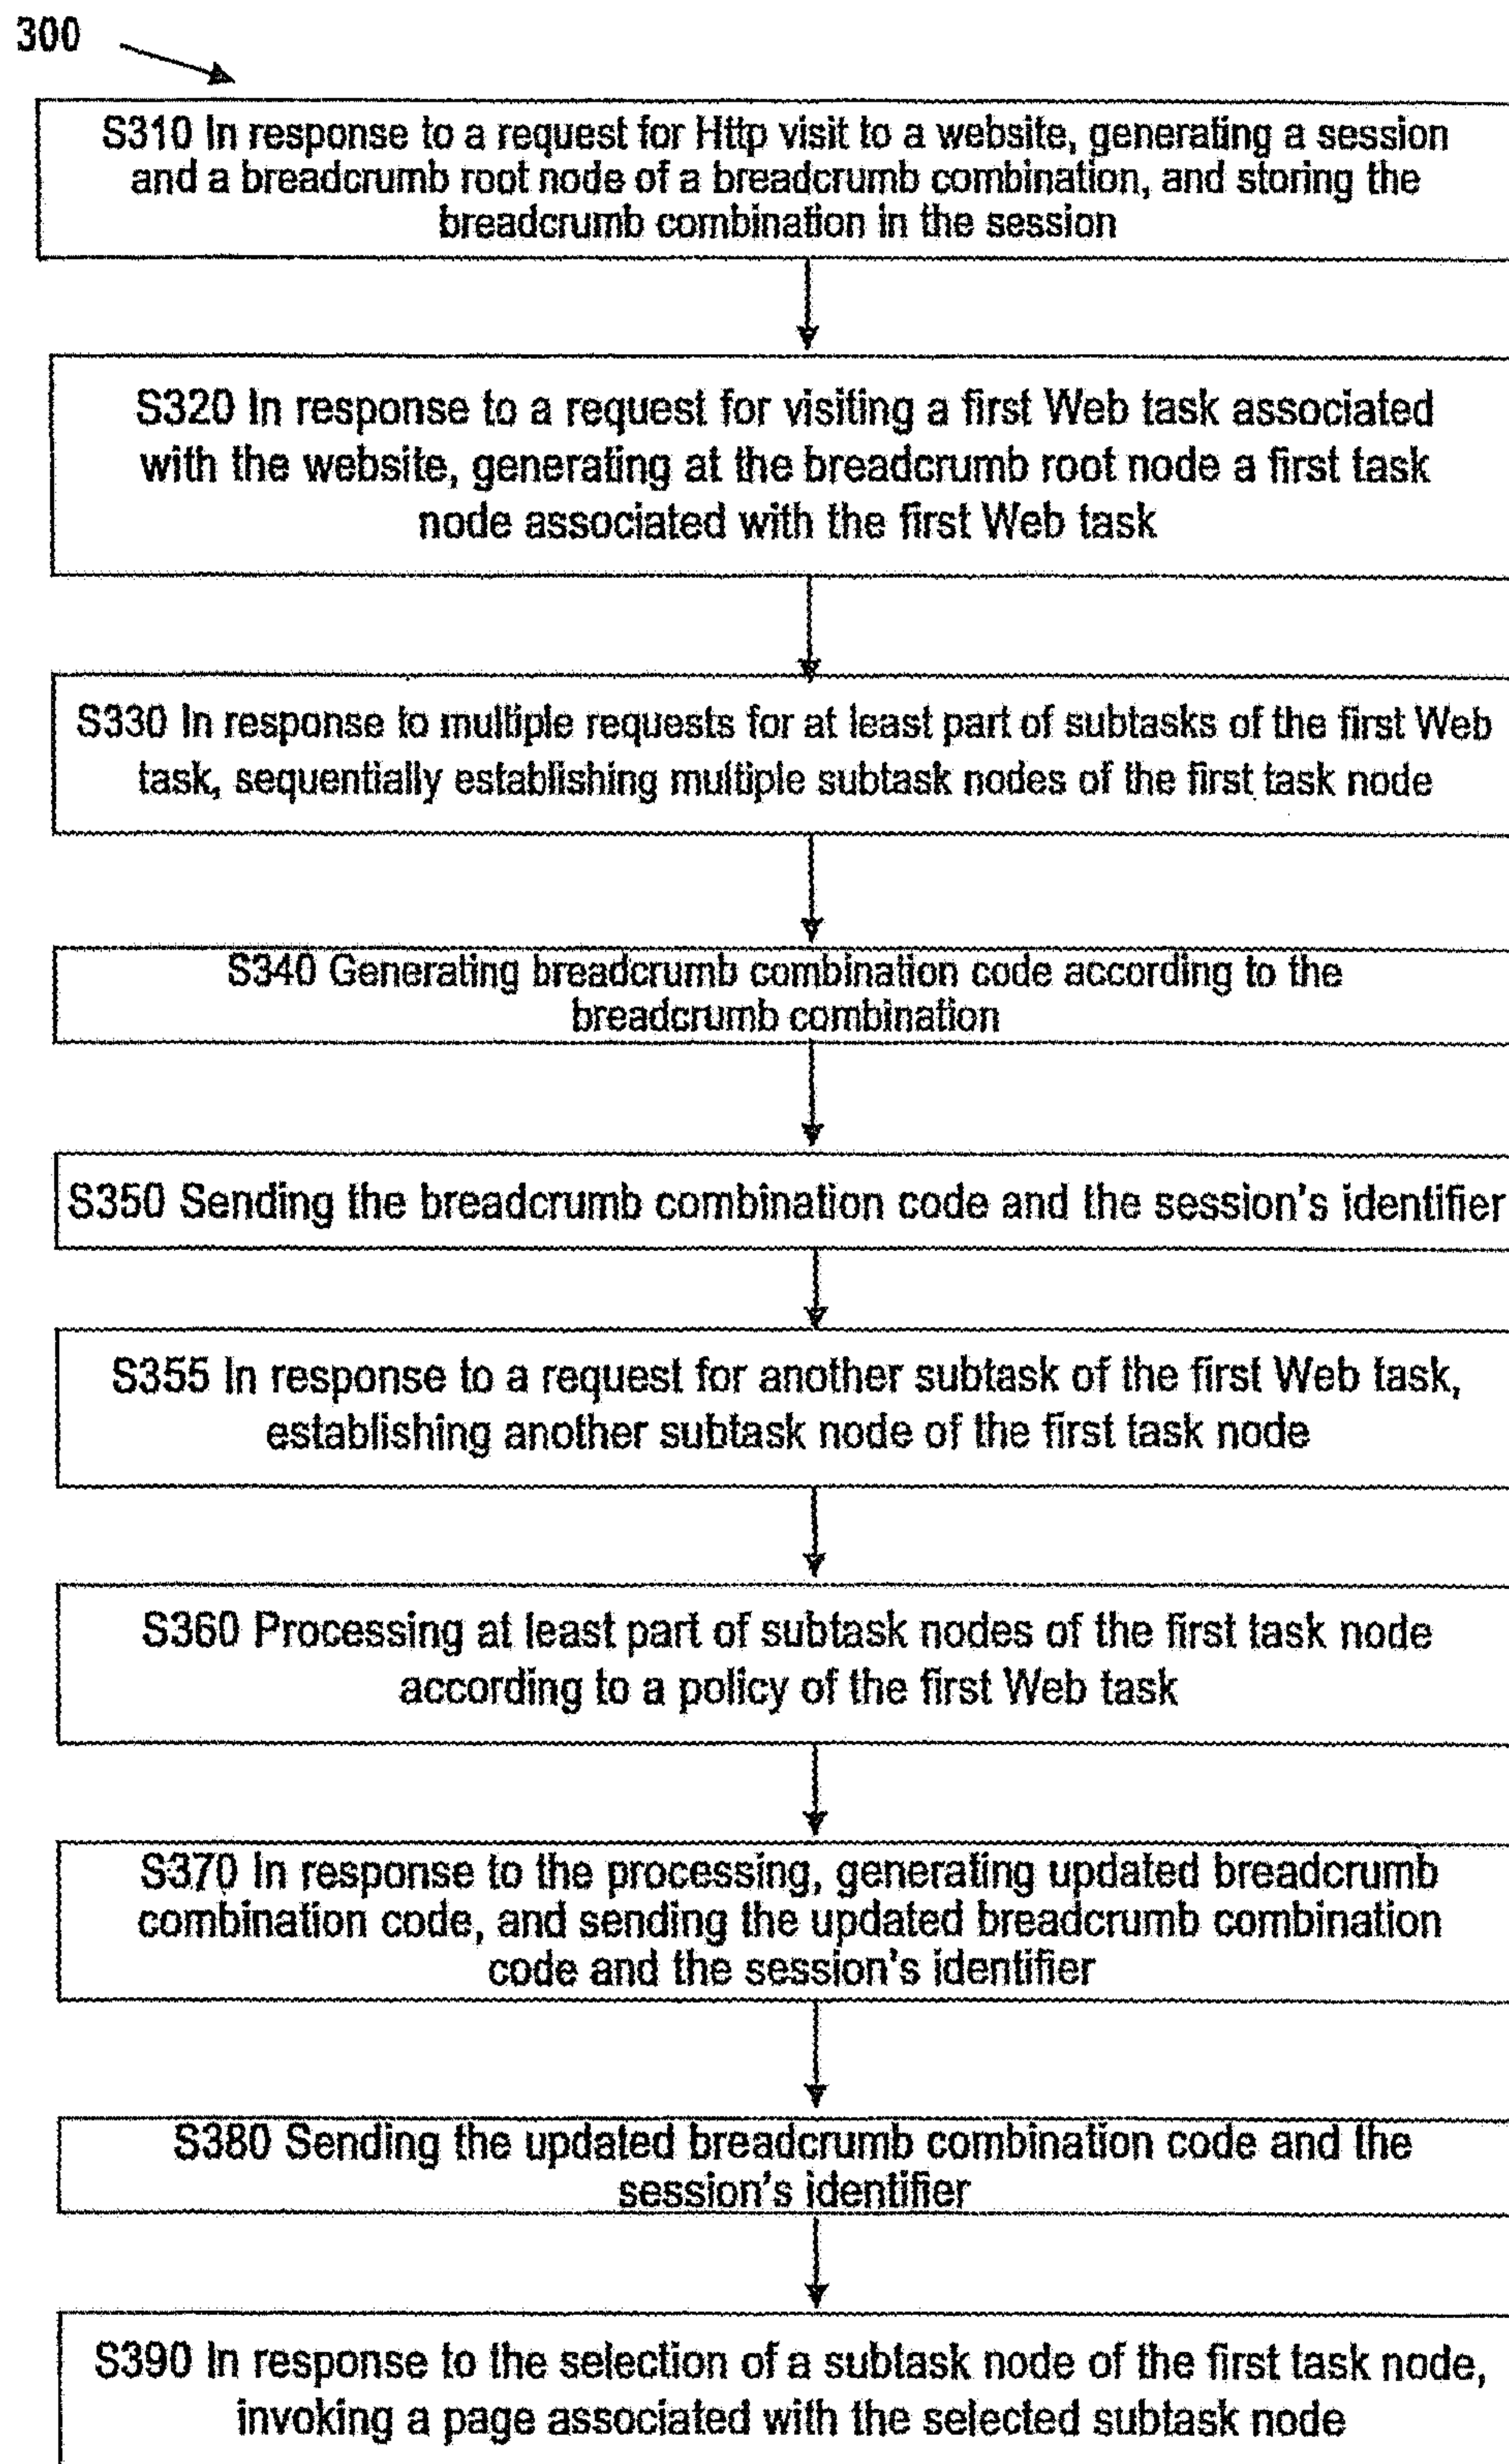 300
S310 In response to a request for Http visit to a website, generating a session
and a breadcrumb root node of a breadcrumb combination, and storing the
breadcrumb combination in the session
S320 In response to a request for visiting a first Web task associated
with the website, generating at the breadcrumb root node a first task
node associated with the first Web task
S330 In response to multiple requests for at least part of subtasks of the first Web
task, sequentially establishing multiple subtask nodes of the first task node
S340 Generating breadcrumb combination code according to the
breadcrumb combination
S350 Sending the breadcrumb combination code and the session's identifier
S355 In response to a request for another subtask of the first Web task,
establishing another subtask node of the first task node
S360 Processing at least part of subtask nodes of the first task node
according to a policy of the first Web task
S370 In response to the processing, generating updated breadcrumb
combination code, and sending the updated breadcrumb combination
code and the session's identifier
S380 Sending the updated breadcrumb combination code and the
session's identifier
S390 In response to the selection of a subtask node of the first task node,
invoking a page associated with the selected subtask node